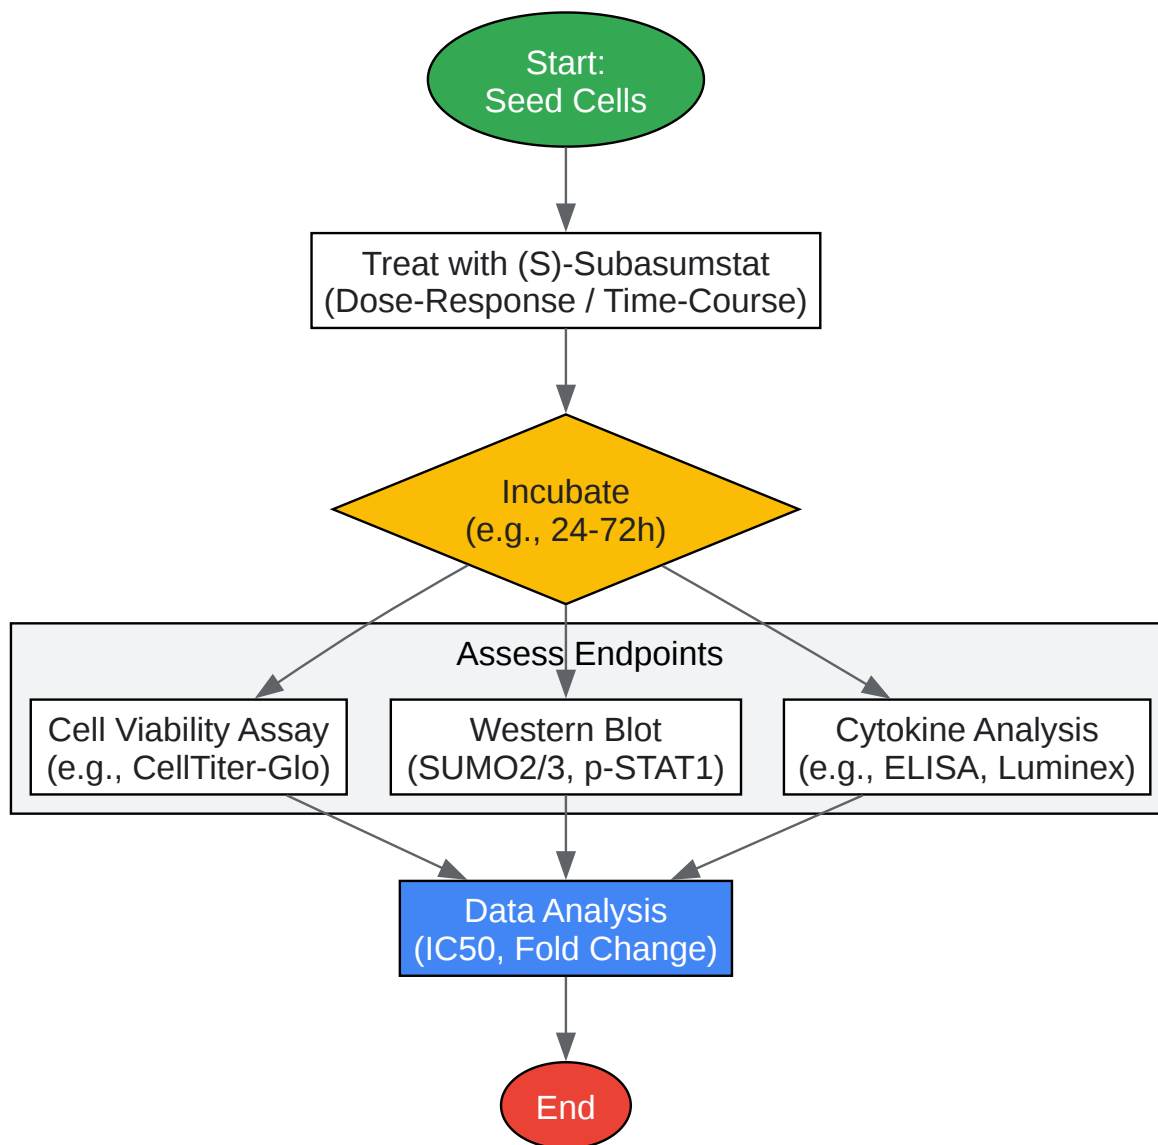 Start:
Seed Cells
Treat with (S)-Subasumstat
(Dose-Response / Time-Course)
Incubate
(e.g., 24-72h)
Assess Endpoints
Cell Viability Assay
(e.g., CellTiter-Glo)
Western Blot
(SUMO2/3, p-STAT1)
Cytokine Analysis
(e.g., ELISA, Luminex)
Data Analysis
(IC50, Fold Change)
End